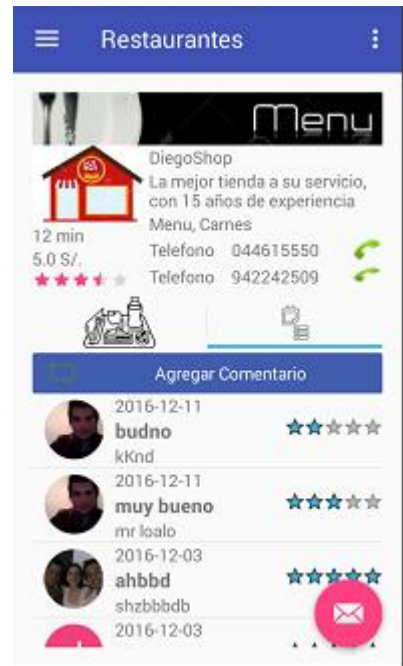 Restaurantes
Menu
DiegoShop
La mejor tienda a su servicio,
con 15 años de experiencia
Menu, Carnes
12 min
Telefono 044615550
5.0 S/.
Telefono 942242509
Agregar Comentario
2016-12-11
budno
kKnd
2016-12-11
muy bueno
mr loalo
2016-12-03
ahbbd
shzbbbdb
2016-12-03